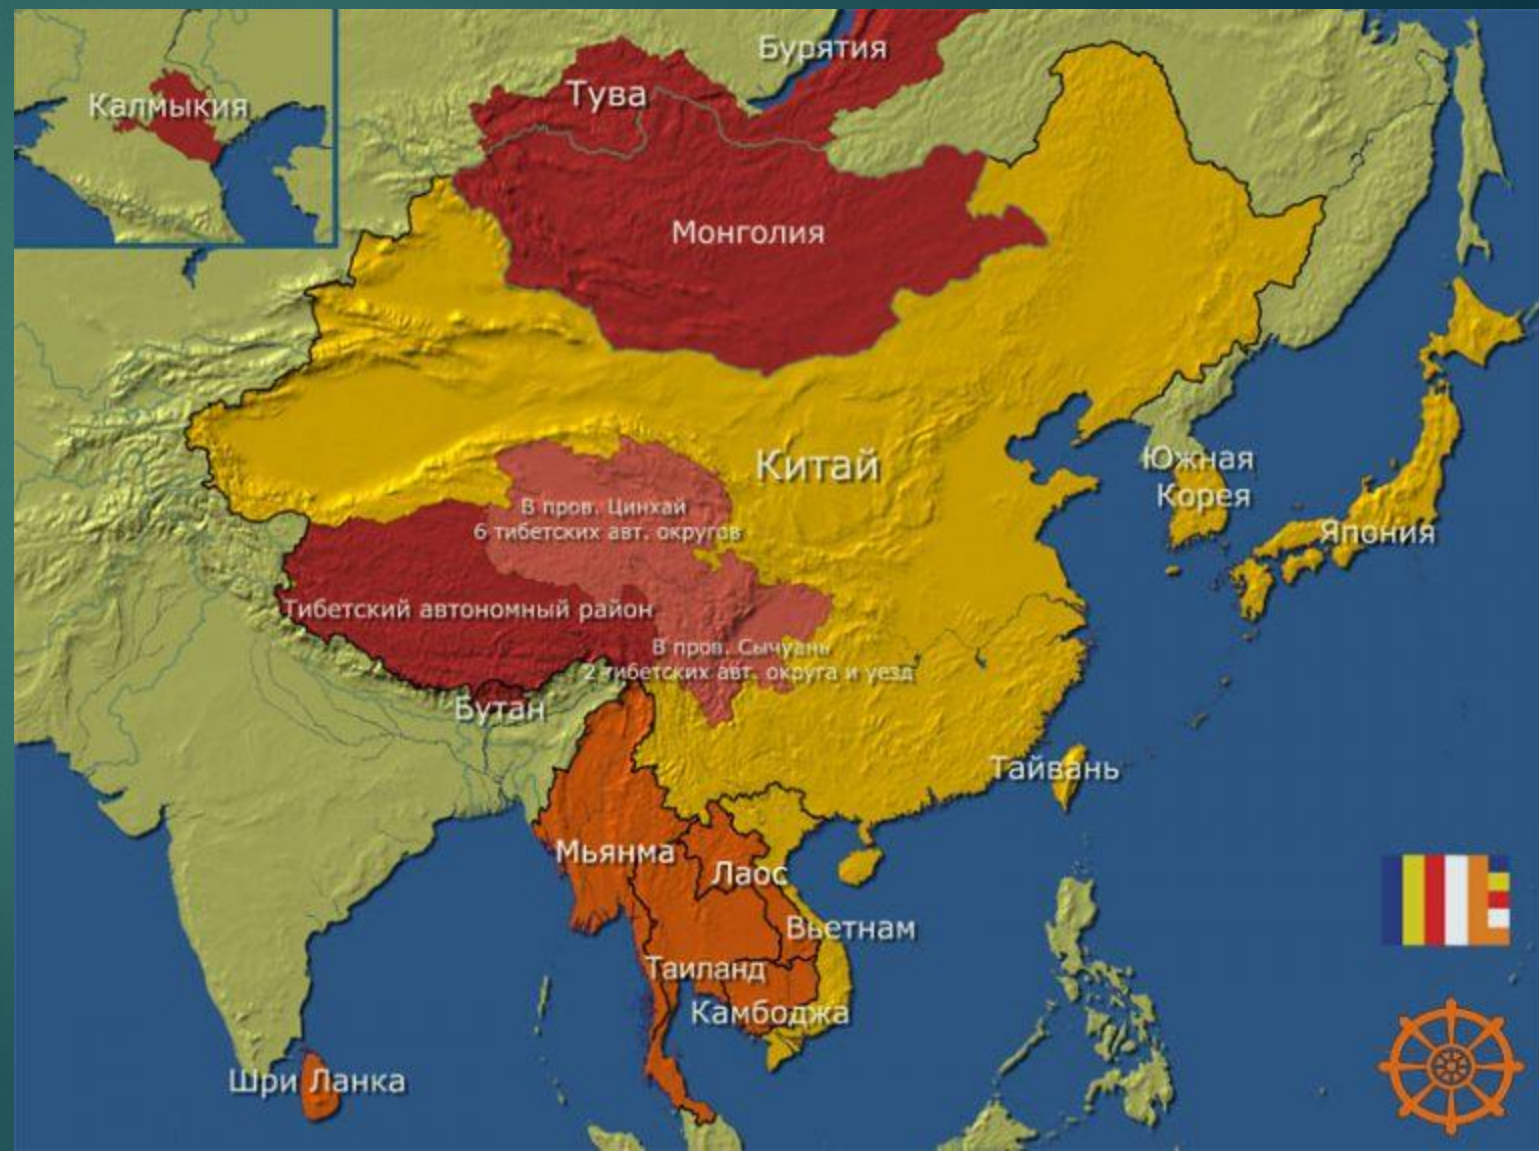 Бурятия
Тува
Калмыкия
Монголия
Китай
Южная
Корея
В пров. Цинхай
6 тибетских авт. округов
Япония
Тибетский автономный район
В пров. Сычуань
2 тибетских авт. округа и уезд
Бутан
Тайвань
Мьянма
Лаос
Вьетнам
Таиланд
Камбоджа
Шри Ланка